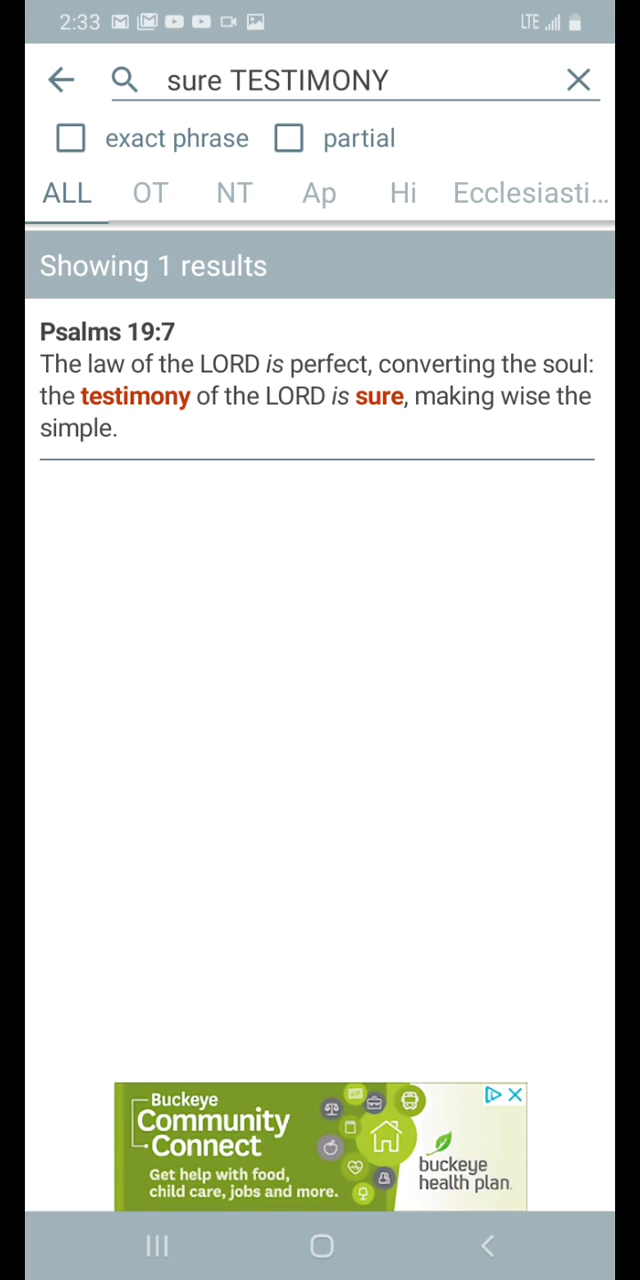 2:33 LTE
sure TESTIMONY
exact phrase partial
ALL OT NT Ap Hi Ecclesiasti...
Showing 1 results
Psalms 19:7
The law of the LORD is perfect, converting the soul:
the testimony of the LORD is sure, making wise the
simple.
Buckeye
Community
Connect
Get help with food,
child care, jobs and more.
buckeye
health plan.